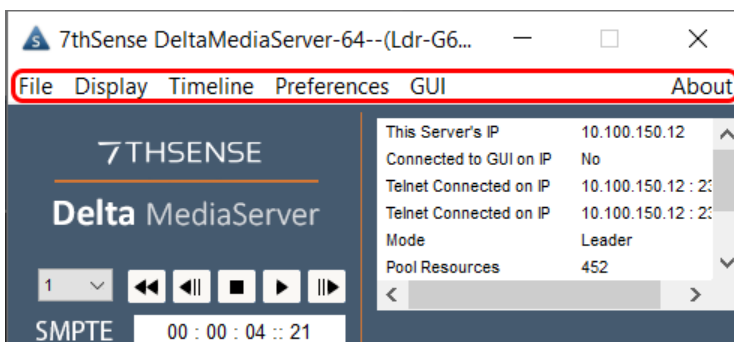 7thSense DeltaMediaServer-64--(Ldr-G6...
File Display Timeline Preferences GUI About
7THSENSE
Delta MediaServer
This Server's IP 10.100.150.12
Connected to GUI on IP No
Telnet Connected on IP 10.100.150.12 : 23
Telnet Connected on IP 10.100.150.12 : 23
Mode Leader
Pool Resources 452
1
SMPTE 00 : 00 : 04 :: 21